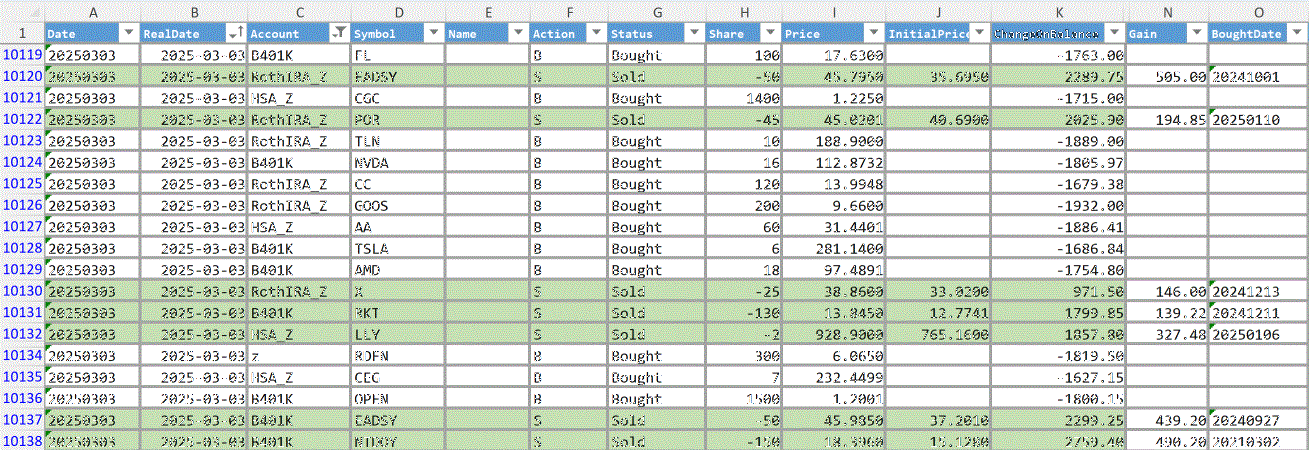 A B C D E F G H I J K N O
1 Date RealDate Account Symbol Name Action Status Share Price InitialPrice ChangeOnBalance Gain BoughtDate
10119 20250303 2025-03-03 B401K FL B Bought 100 17.6300 -1763.00
10120 20250303 2025-03-03 RothIRA_Z EADSY S Sold -50 45.7950 35.6950 2289.75 505.00 20241001
10121 20250303 2025-03-03 HSA_Z CGC B Bought 1400 1.2250 -1715.00
10122 20250303 2025-03-03 RothIRA_Z S Sold -45 45.0201 40.6900 2025.90 194.85 20250110
10123 20250303 2025-03-03 RothIRA_Z TLN B Bought 10 188.9000 -1889.00
10124 20250303 2025-03-03 B401K NVDA B Bought 16 112.8732 -1805.97
10125 20250303 2025-03-03 RothIRA_Z CC B Bought 120 13.9948 -1679.38
10126 20250303 2025-03-03 RothIRA_Z GOOS B Bought 200 9.6600 -1932.00
10127 20250303 2025-03-03 HSA_Z AA B Bought 60 31.4401 -1886.41
10128 20250303 2025-03-03 B401K TSLA B Bought 6 281.1400 -1686.84
10129 20250303 2025-03-03 B401K AMD B Bought 18 97.4891 -1754.80
10130 20250303 2025-03-03 RothIRA_Z X S Sold -25 38.8600 33.0200 971.50 146.00 20241213
10131 20250303 2025-03-03 B401K RKT S Sold -130 13.8450 12.7741 1799.85 139.22 20241211
10132 20250303 2025-03-03 HSA_Z LLY S Sold -2 928.9000 765.1600 1857.80 327.48 20250106
10134 20250303 2025-03-03 z RDFN B Bought 300 6.0650 -1819.50
10135 20250303 2025-03-03 HSA_Z CEG B Bought 7 232.4499 -1627.15
10136 20250303 2025-03-03 B401K OPEN B Bought 1500 1.2001 -1800.15
10137 20250303 2025-03-03 B401K EADSY S Sold -50 45.9850 37.2010 2299.25 439.20 20240927
10138 20250303 2025-03-03 B401K NTDOY S Sold -150 18.3960 15.1280 2759.40 490.20 20210302